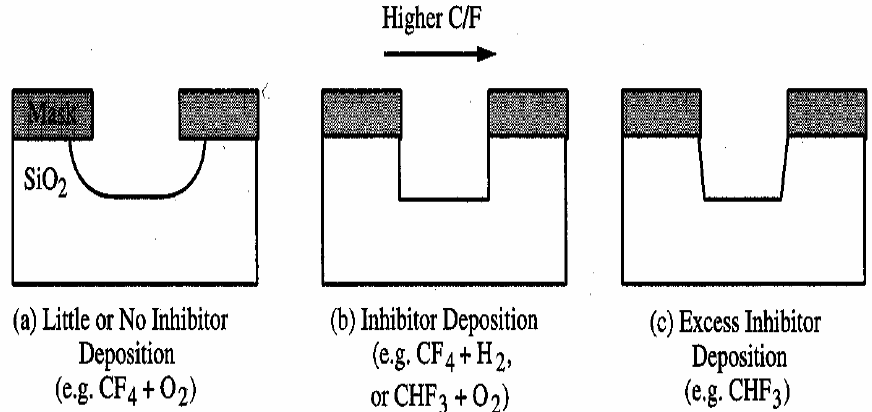 Higher C/F
Mask
SiO₂
(a) Little or No Inhibitor
Deposition
(e.g. CF₄ + O₂)
(b) Inhibitor Deposition
(e.g. CF₄ + H₂,
or CHF₃ + O₂)
(c) Excess Inhibitor
Deposition
(e.g. CHF₃)